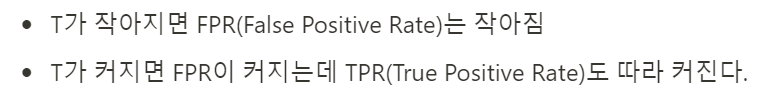 • T가 작아지면 FPR(False Positive Rate)는 작아짐
• T가 커지면 FPR이 커지는데 TPR(True Positive Rate)도 따라 커진다.